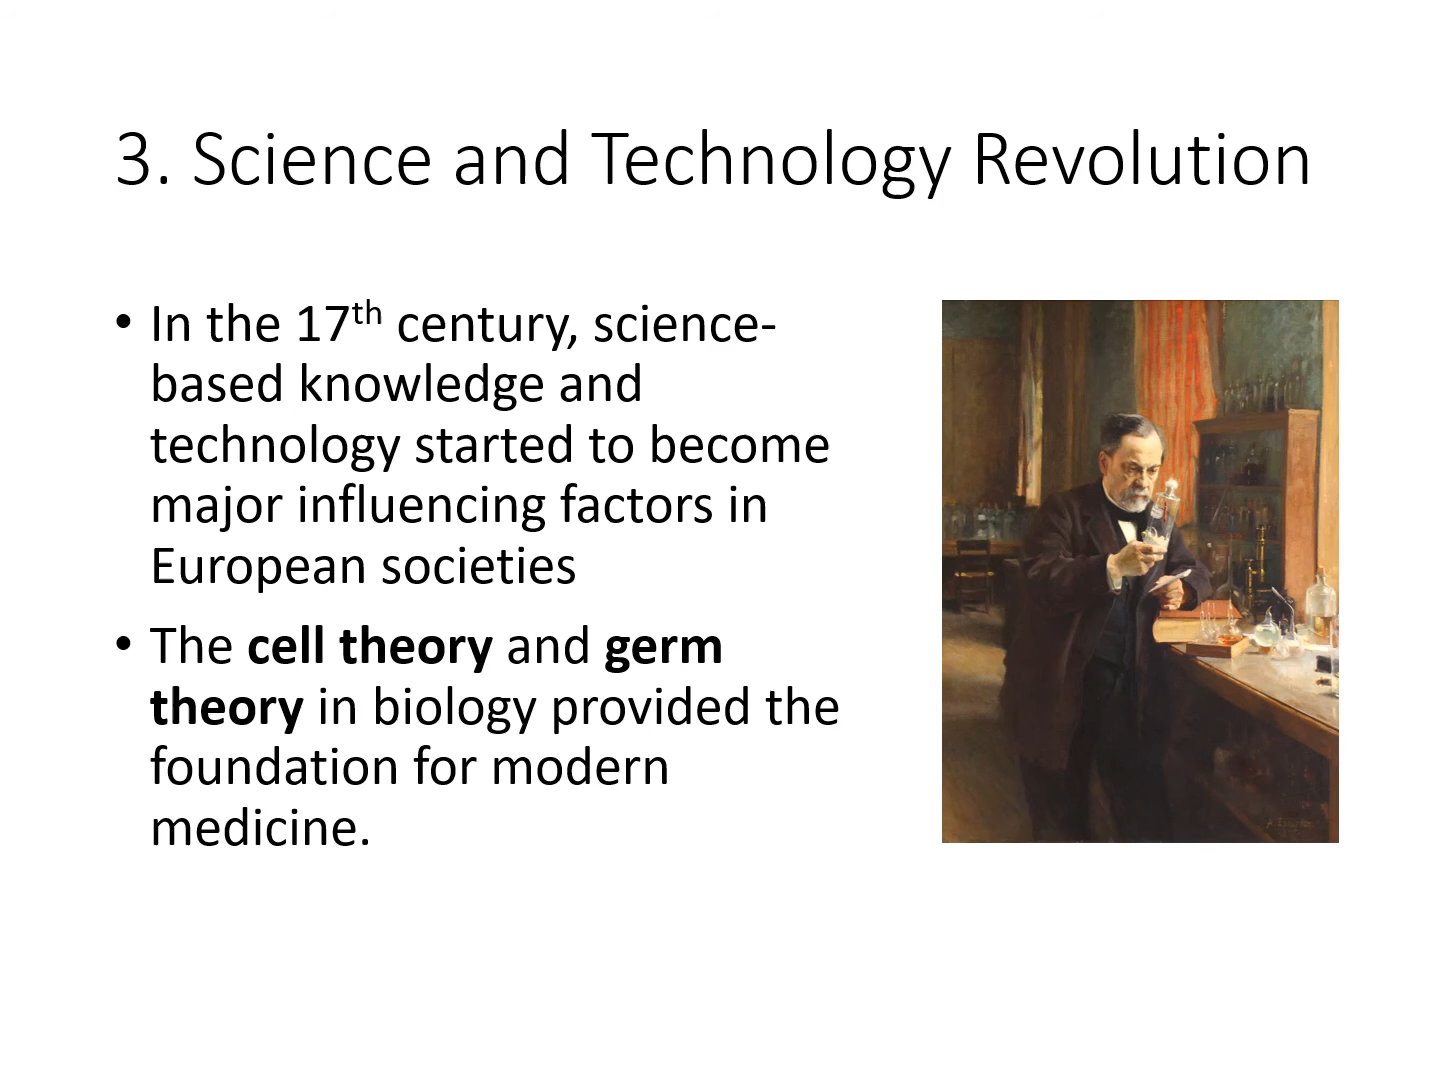 3. Science and Technology Revolution
• In the 17th century, science-
based knowledge and
technology started to become
major influencing factors in
European societies
• The cell theory and germ
theory in biology provided the
foundation for modern
medicine.